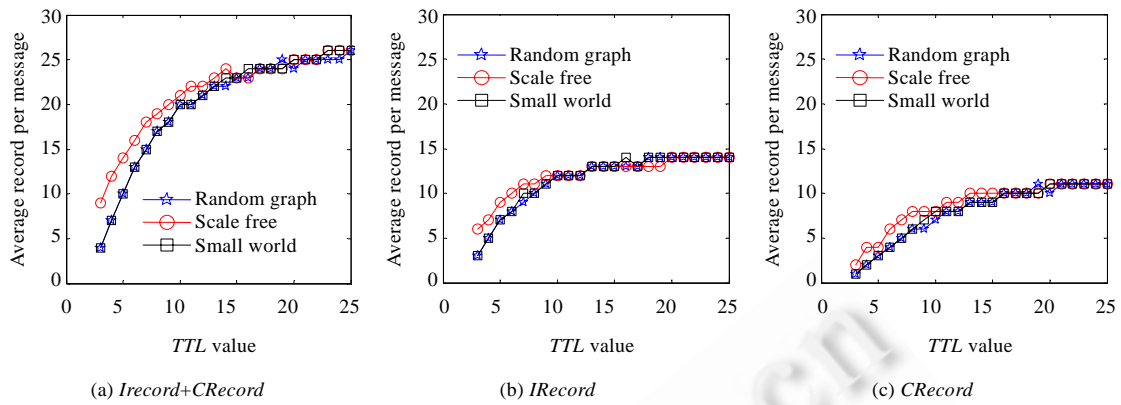 30
25
20
15
10
5
0
Average record per message
Random graph
Scale free
Small world
0 5 10 15 20 25
TTL value
(a) Irecord+CRecord
30
25
20
15
10
5
0
Average record per message
Random graph
Scale free
Small world
0 5 10 15 20 25
TTL value
(b) IRecord
30
25
20
15
10
5
0
Average record per message
Random graph
Scale free
Small world
0 5 10 15 20 25
TTL value
(c) CRecord